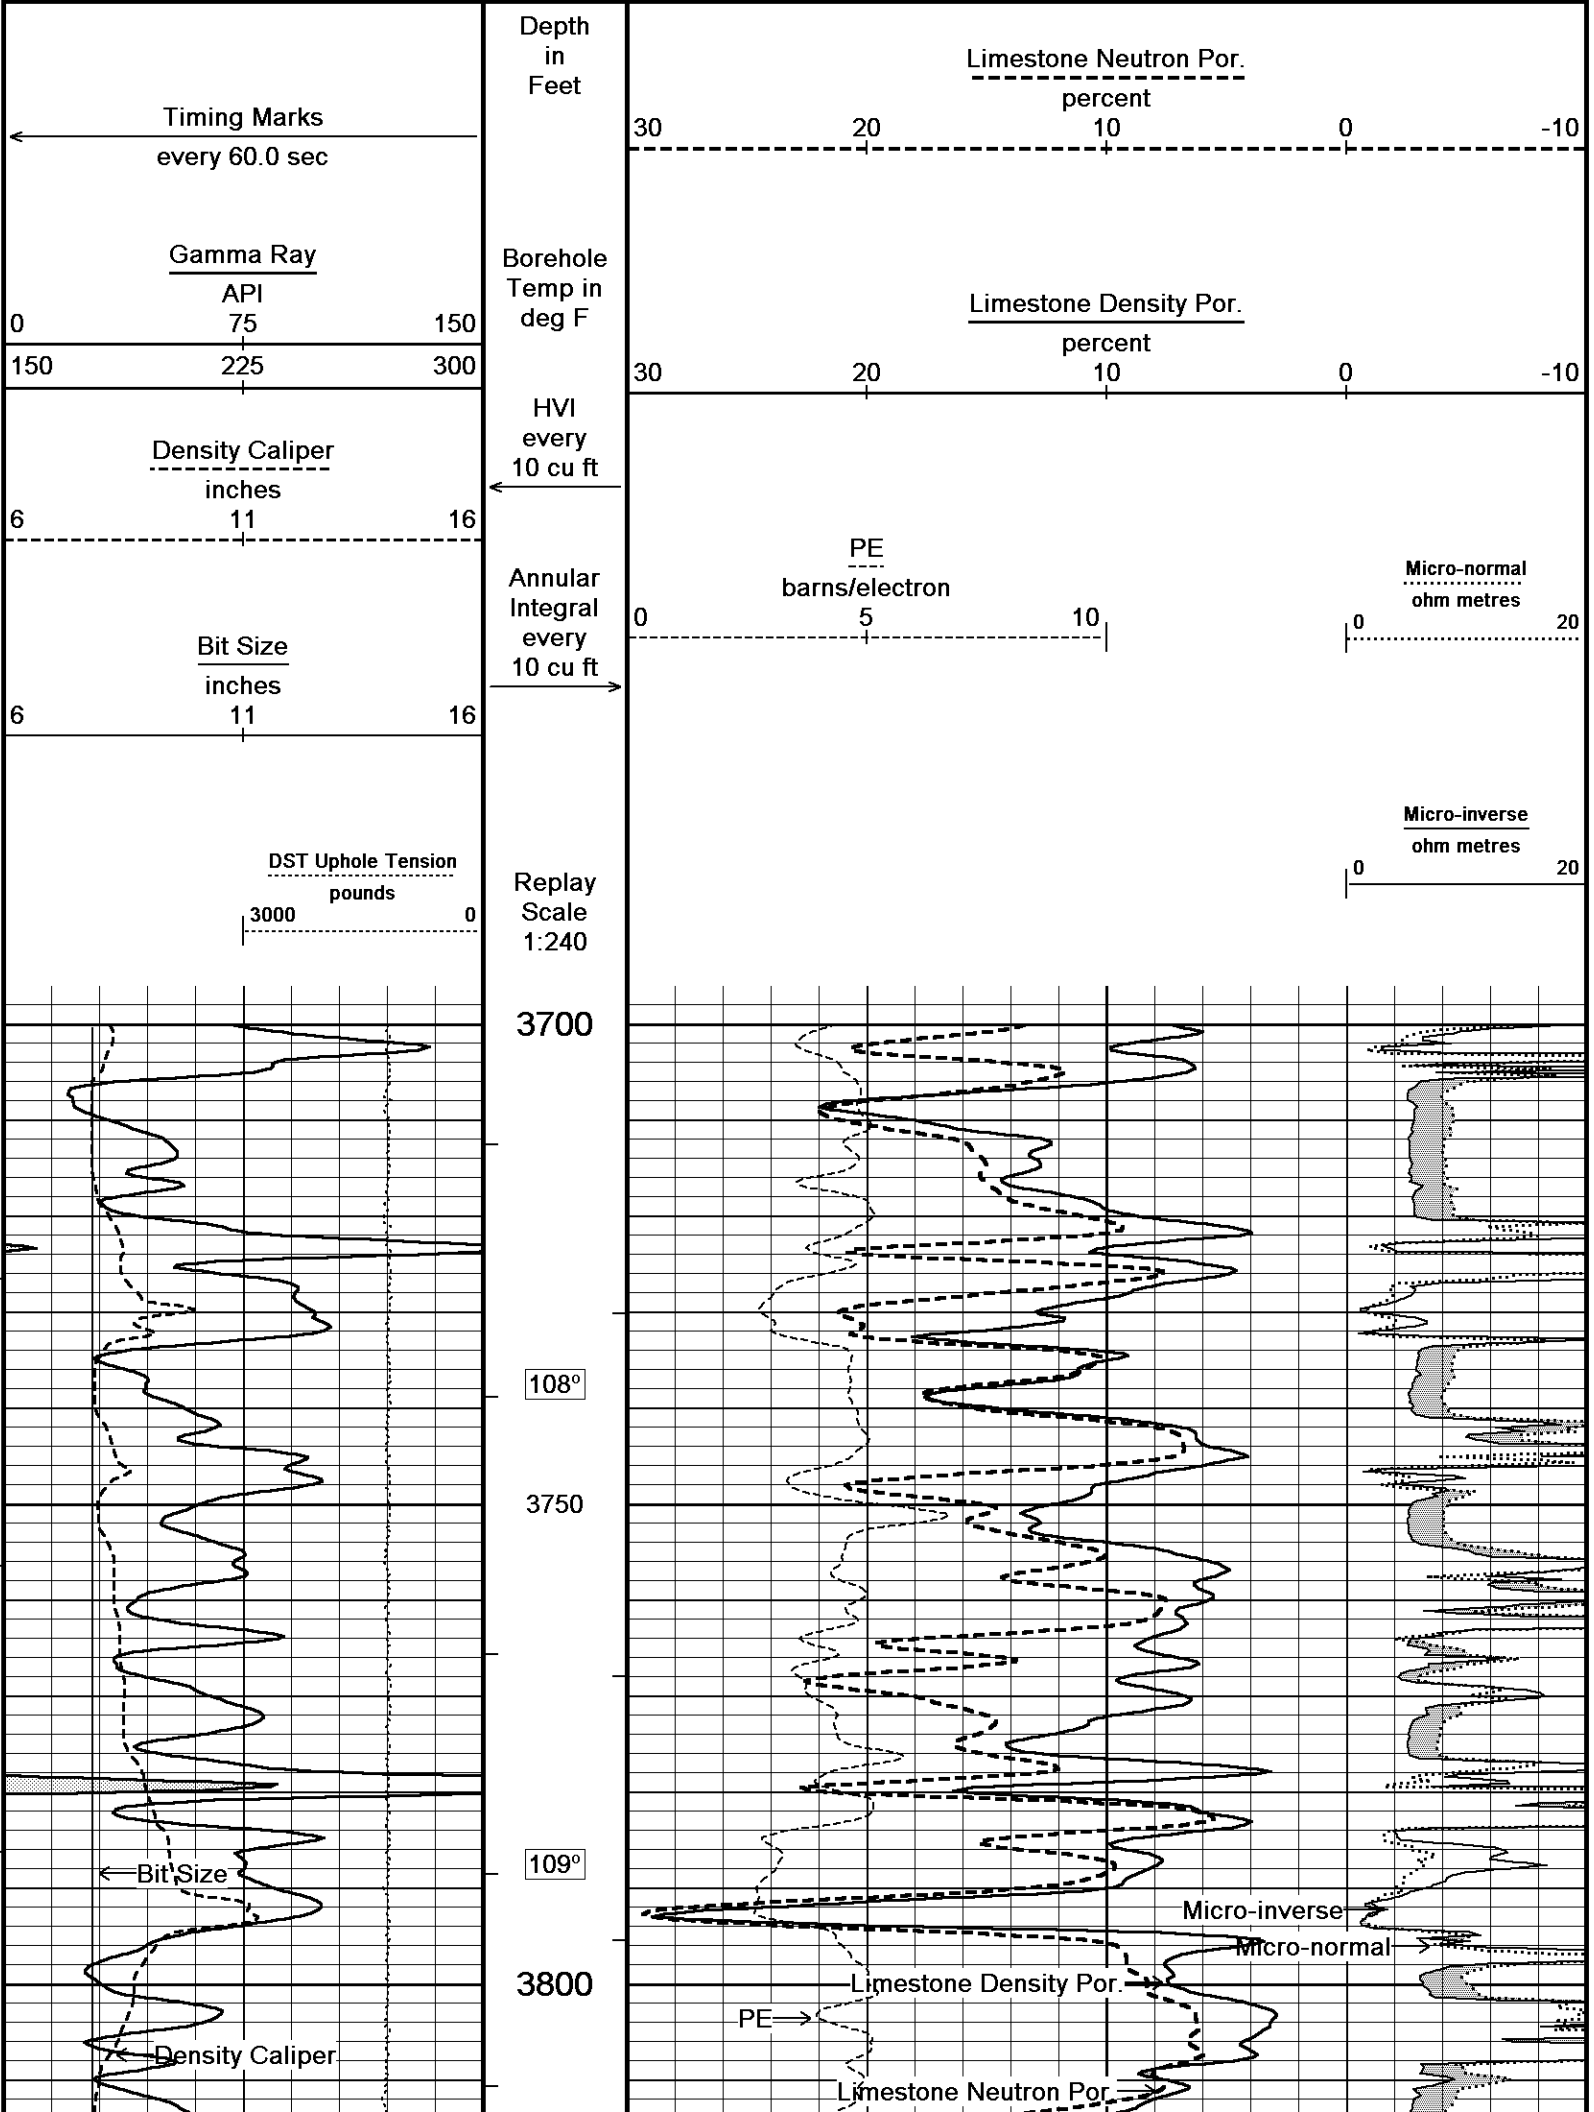 Timing Marks
every 60.0 sec
Gamma Ray
API
0 75 150
150 225 300
Density Caliper
inches
6 11 16
Bit Size
inches
6 11 16
DST Uphole Tension
pounds
3000 0
Depth
in
Feet
Borehole
Temp in
deg F
HVI
every
10 cu ft
Annular
Integral
every
10 cu ft
Replay
Scale
1:240
Limestone Neutron Por.
percent
30 20 10 0 -10
Limestone Density Por.
percent
30 20 10 0 -10
PE
barns/electron
0 5 10
Micro-normal
ohm metres
0 20
Micro-inverse
ohm metres
0 20
3700
108°
3750
109°
Bit Size
Micro-inverse
Micro-normal
3800
Limestone Density Por.
PE
Density Caliper
Limestone Neutron Por.